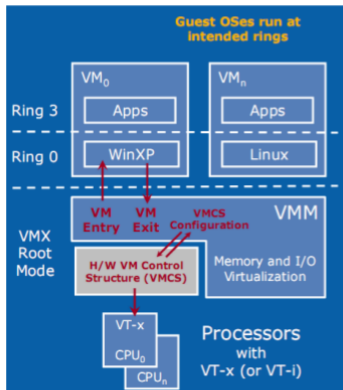 Guest OSes run at
intended rings
VM0
VMn
Ring 3
Apps
Apps
Ring 0
WinXP
Linux
VM
Entry
VM
Exit
VMCS
Configuration
VMM
VMX
Root
Mode
H/W VM Control
Structure (VMCS)
Memory and I/O
Virtualization
VT-x
CPU0
CPUn
Processors
with
VT-x (or VT-i)